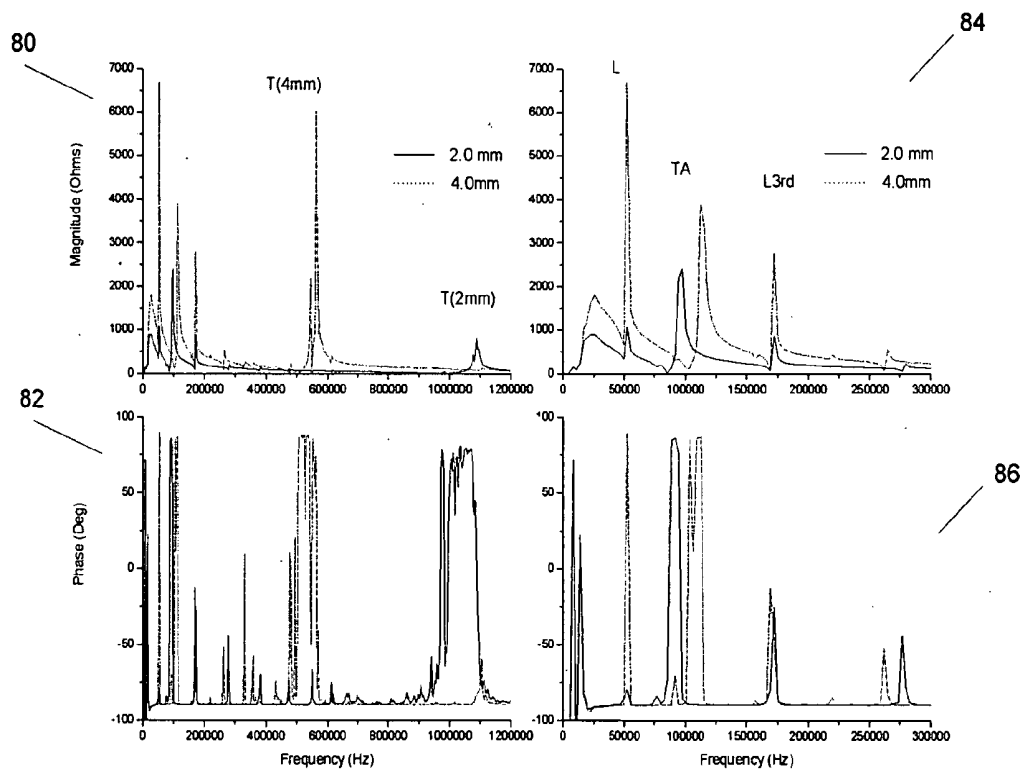 80
84
7000
6000
5000
4000
3000
2000
1000
0
Magnitude (Ohms)
T(4mm)
2.0 mm
4.0mm
T(2mm)
0 200000 400000 600000 800000 1000000 1200000
7000
6000
5000
4000
3000
2000
1000
0
L
TA
L3rd
2.0 mm
4.0mm
0 50000 100000 150000 200000 250000 300000
82
86
100
50
0
-50
-100
Phase (Deg)
0 200000 400000 600000 800000 1000000 1200000
Frequency (Hz)
100
50
0
-50
-100
0 50000 100000 150000 200000 250000 300000
Frequency (Hz)